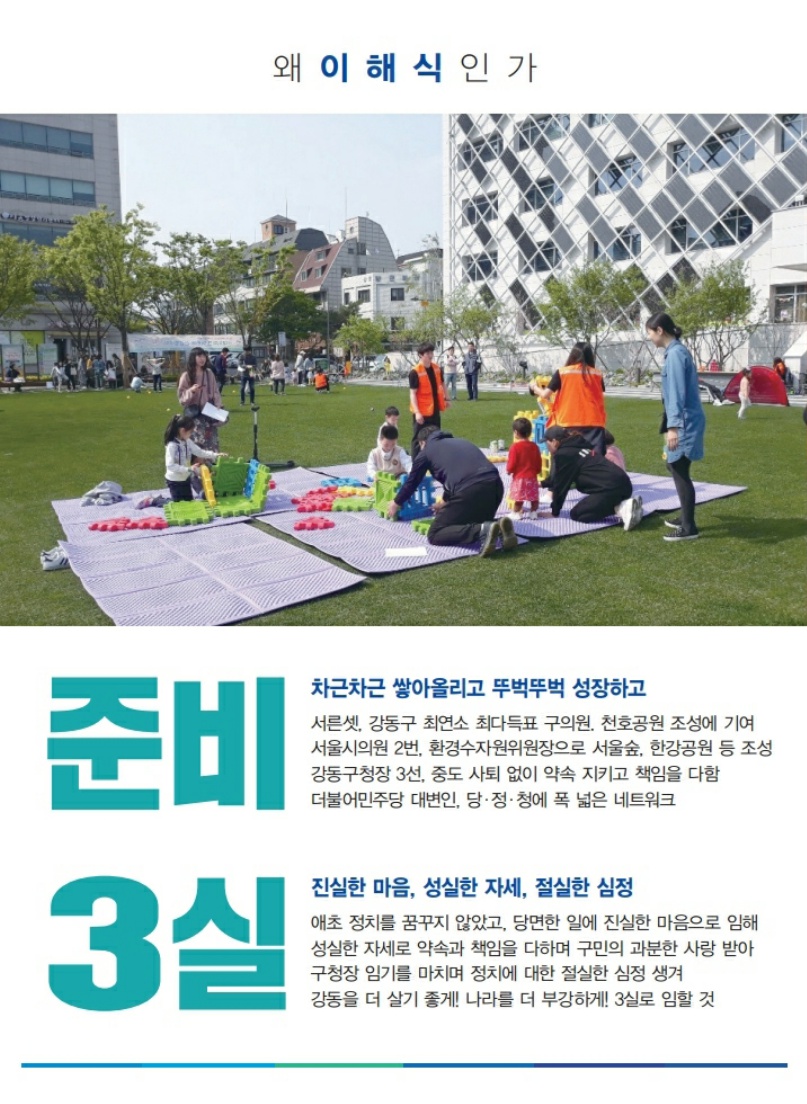 왜 이 해 식 인 가
준비
차근차근 쌓아올리고 뚜벅뚜벅 성장하고
서른셋, 강동구 최연소 최다득표 구의원. 천호공원 조성에 기여
서울시의원 2번, 환경수자원위원장으로 서울숲, 한강공원 등 조성
강동구청장 3선, 중도 사퇴 없이 약속 지키고 책임을 다함
더불어민주당 대변인, 당·정·청에 폭 넓은 네트워크
3실
진실한 마음, 성실한 자세, 절실한 심정
애초 정치를 꿈꾸지 않았고, 당면한 일에 진실한 마음으로 임해
성실한 자세로 약속과 책임을 다하며 구민의 과분한 사랑 받아
구청장 임기를 마치며 정치에 대한 절실한 심정 생겨
강동을 더 살기 좋게! 나라를 더 부강하게! 3실로 임할 것